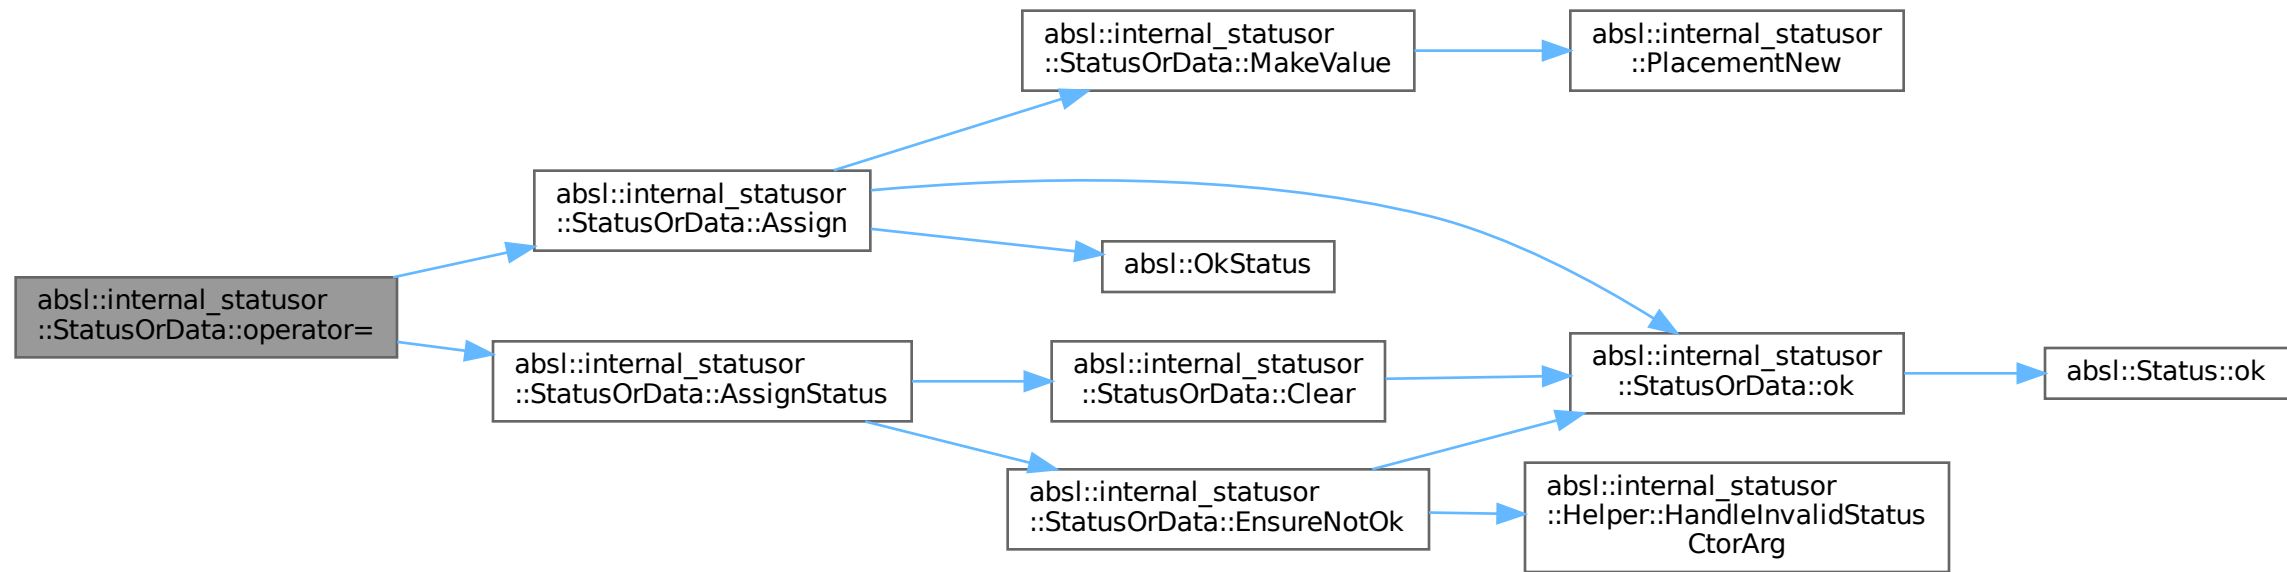 absl::internal_statusor
::StatusOrData::operator=
absl::internal_statusor
::StatusOrData::Assign
absl::internal_statusor
::StatusOrData::AssignStatus
absl::internal_statusor
::StatusOrData::MakeValue
absl::OkStatus
absl::internal_statusor
::StatusOrData::Clear
absl::internal_statusor
::StatusOrData::EnsureNotOk
absl::internal_statusor
::PlacementNew
absl::internal_statusor
::StatusOrData::ok
absl::internal_statusor
::Helper::HandleInvalidStatus
CtorArg
absl::Status::ok